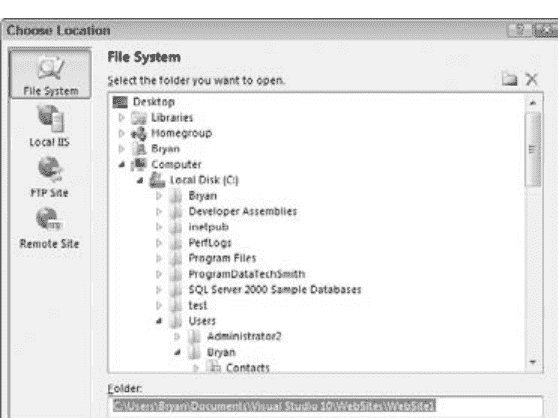 Choose Location
File System
Select the folder you want to open.
File System
Local IIS
FTP Site
Remote Site
Desktop
Libraries
Homegroup
Bryan
Computer
Local Disk (C:)
Bryan
Developer Assemblies
inetpub
PerfLogs
Program Files
ProgramDataTechSmith
SQL Server 2000 Sample Databases
test
Users
Administrator2
Bryan
Contacts
Folder:
C:\Users\Bryan\Documents\Visual Studio 10\WebSites\WebSite1